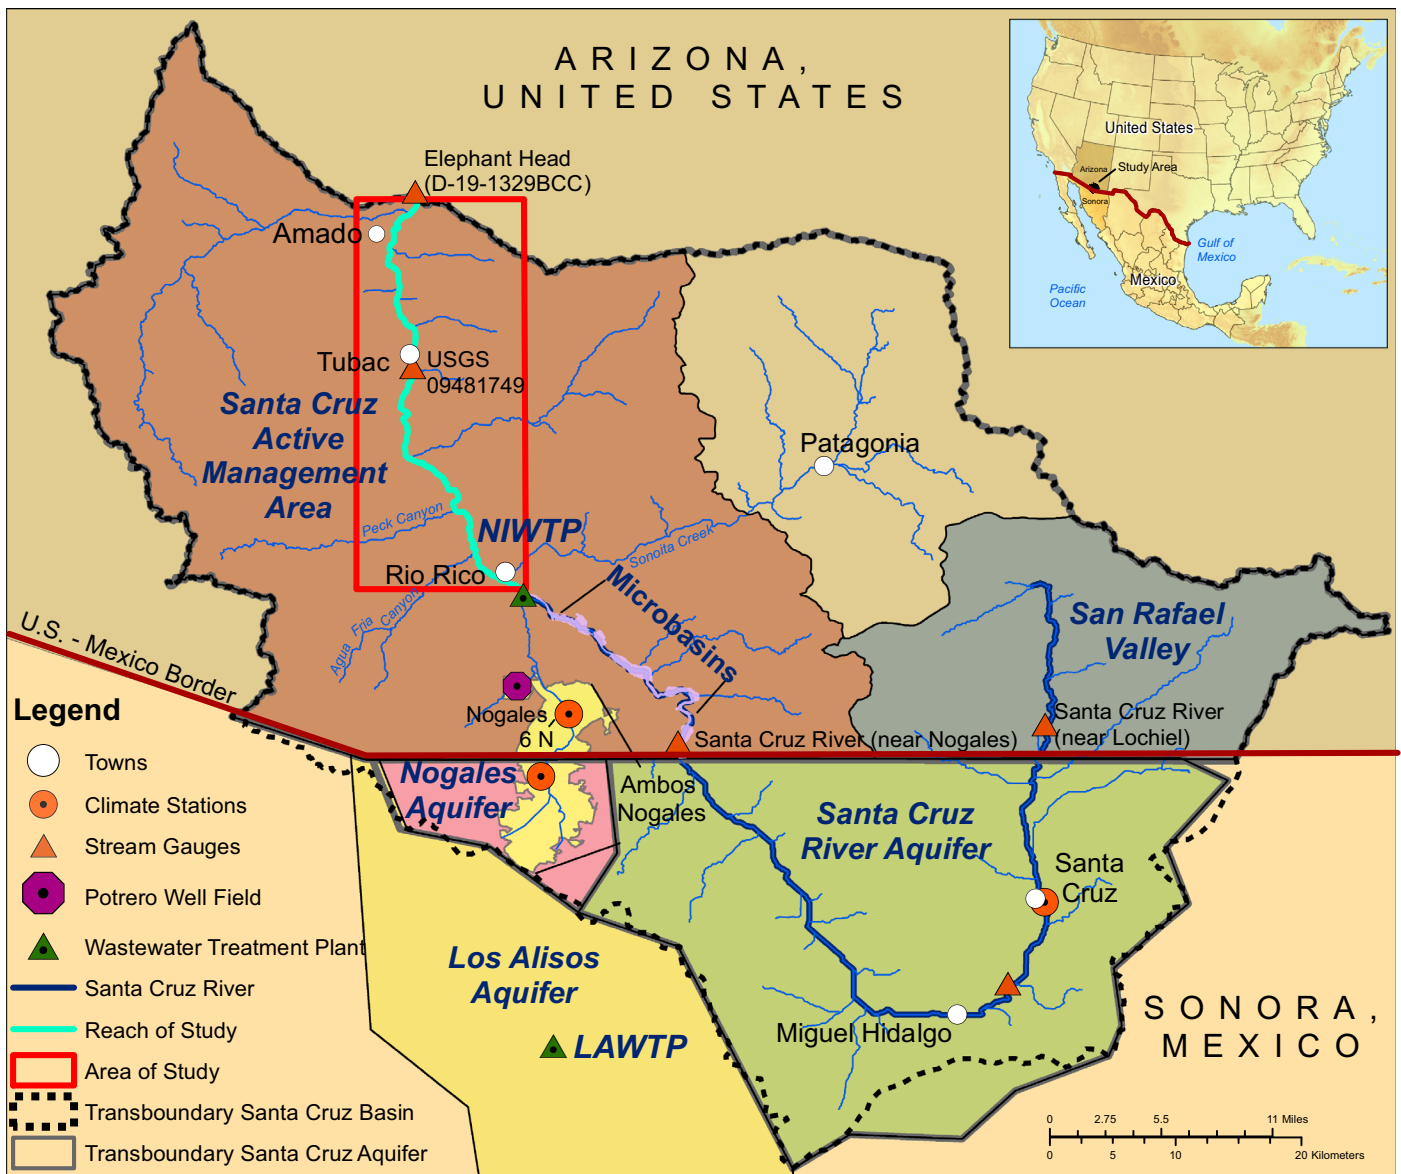 ARIZONA,
UNITED STATES
United States
Arizona
Study Area
Sonora
Gulf of
Mexico
Mexico
Pacific
Ocean
Elephant Head
(D-19-1329BCC)
Amado
Tubac
USGS
09481749
Santa Cruz
Active
Management
Area
Patagonia
Peck Canyon
NIWTP
Sonoita Creek
Rio Rico
Microbasins
Agua Fria Canyon
San Rafael
Valley
U.S. - Mexico Border
Nogales
6 N
Santa Cruz River (near Nogales)
Santa Cruz River
(near Lochiel)
Nogales
Aquifer
Ambos
Nogales
Santa Cruz
River Aquifer
Santa
Cruz
Los Alisos
Aquifer
Miguel Hidalgo
LAWTP
SONORA,
MEXICO
Legend
Towns
Climate Stations
Stream Gauges
Potrero Well Field
Wastewater Treatment Plant
Santa Cruz River
Reach of Study
Area of Study
Transboundary Santa Cruz Basin
Transboundary Santa Cruz Aquifer
0 2.75 5.5 11 Miles
0 5 10 20 Kilometers